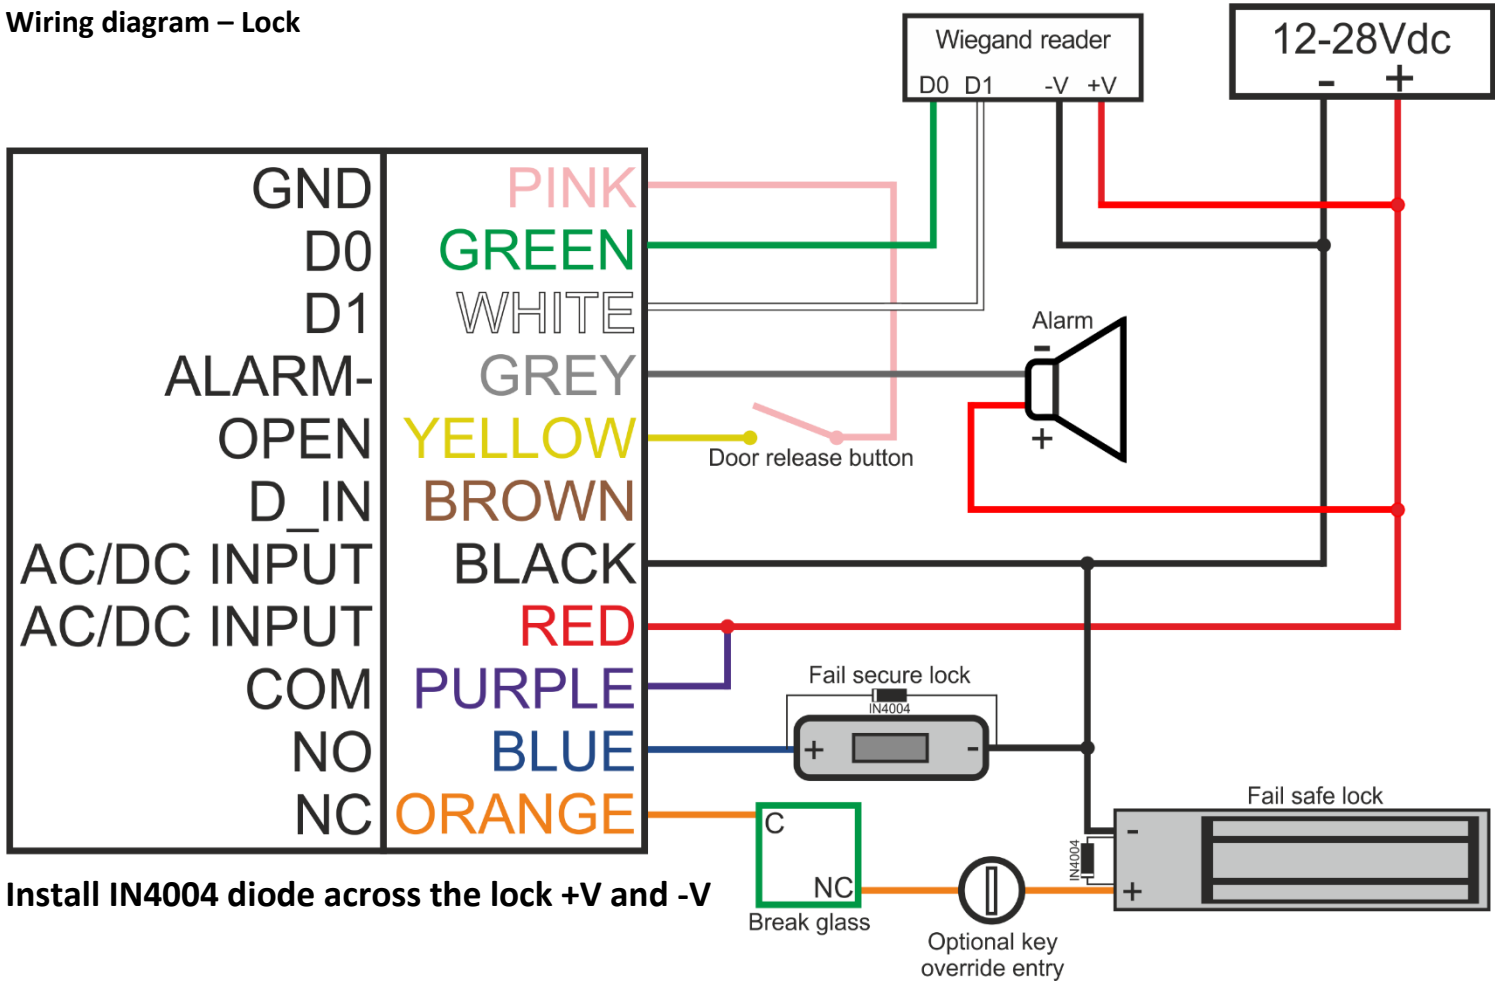 Wiring diagram – Lock
Wiegand reader
D0 D1 -V +V
12-28Vdc
- +
GND PINK
D0 GREEN
D1 WHITE
ALARM- GREY
OPEN YELLOW
D_IN BROWN
AC/DC INPUT BLACK
AC/DC INPUT RED
COM PURPLE
NO BLUE
NC ORANGE
Alarm
-
+
Door release button
Fail secure lock
IN4004
+ -
Fail safe lock
-
IN4004
+
C
NC
Break glass
Optional key
override entry
Install IN4004 diode across the lock +V and -V